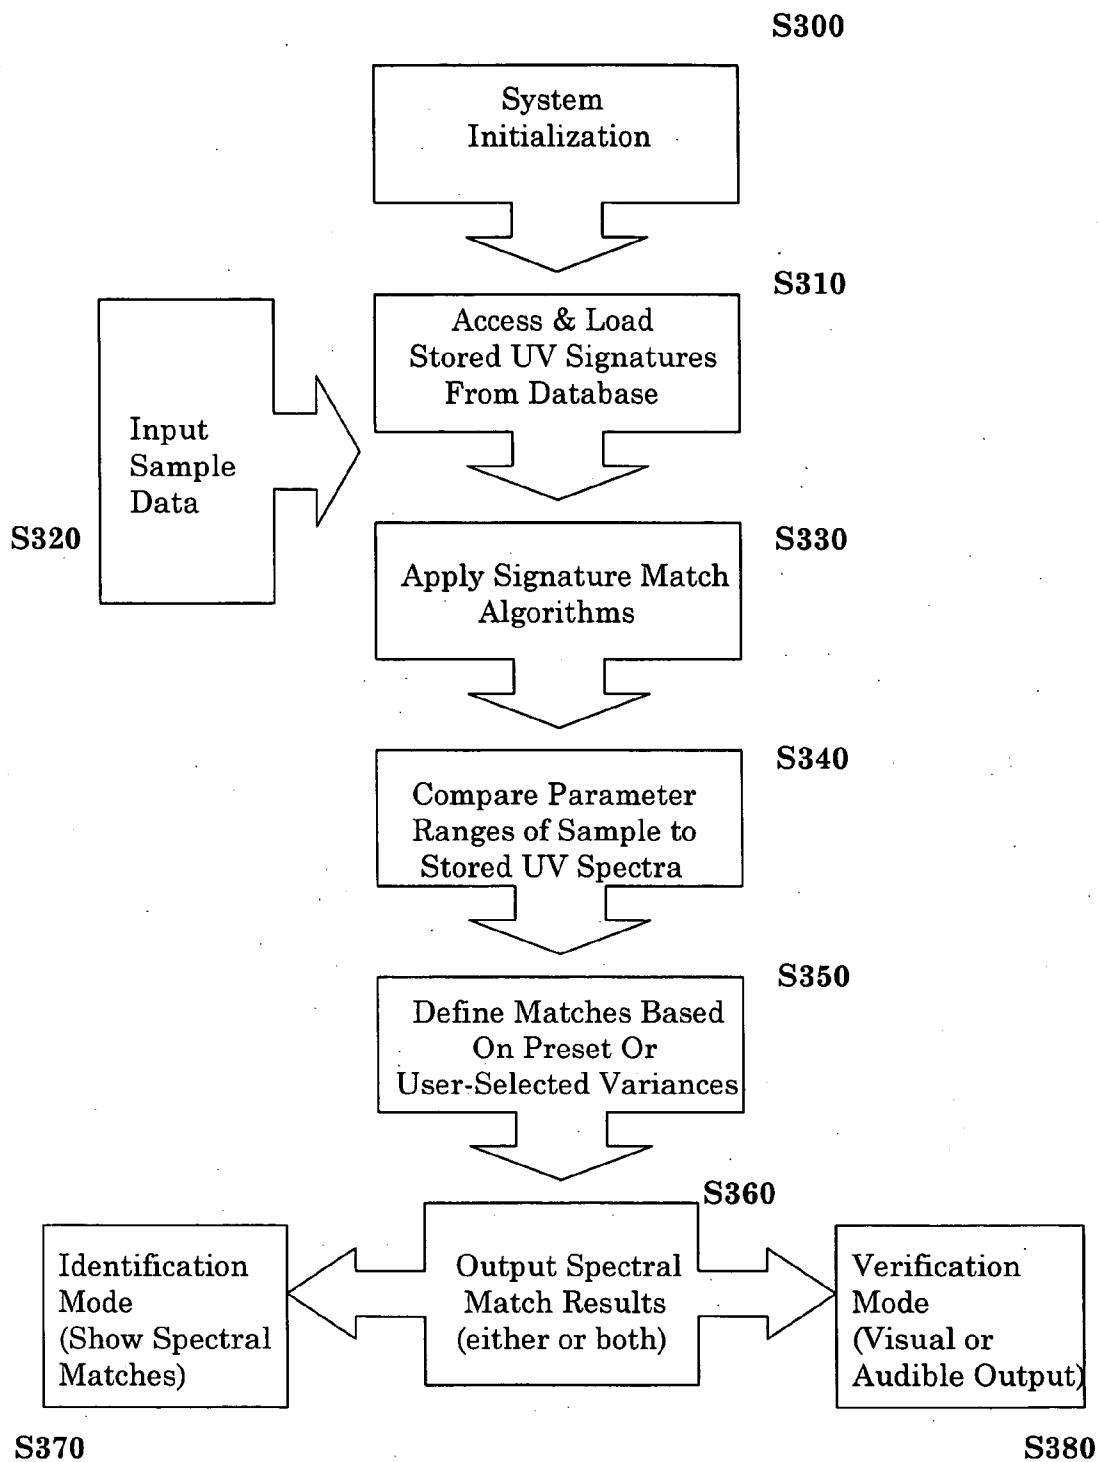 S300
System
Initialization
S310
Access & Load
Stored UV Signatures
From Database
Input
Sample
Data
S320
S330
Apply Signature Match
Algorithms
S340
Compare Parameter
Ranges of Sample to
Stored UV Spectra
S350
Define Matches Based
On Preset Or
User-Selected Variances
S360
Output Spectral
Match Results
(either or both)
Identification
Mode
(Show Spectral
Matches)
S370
Verification
Mode
(Visual or
Audible Output)
S380